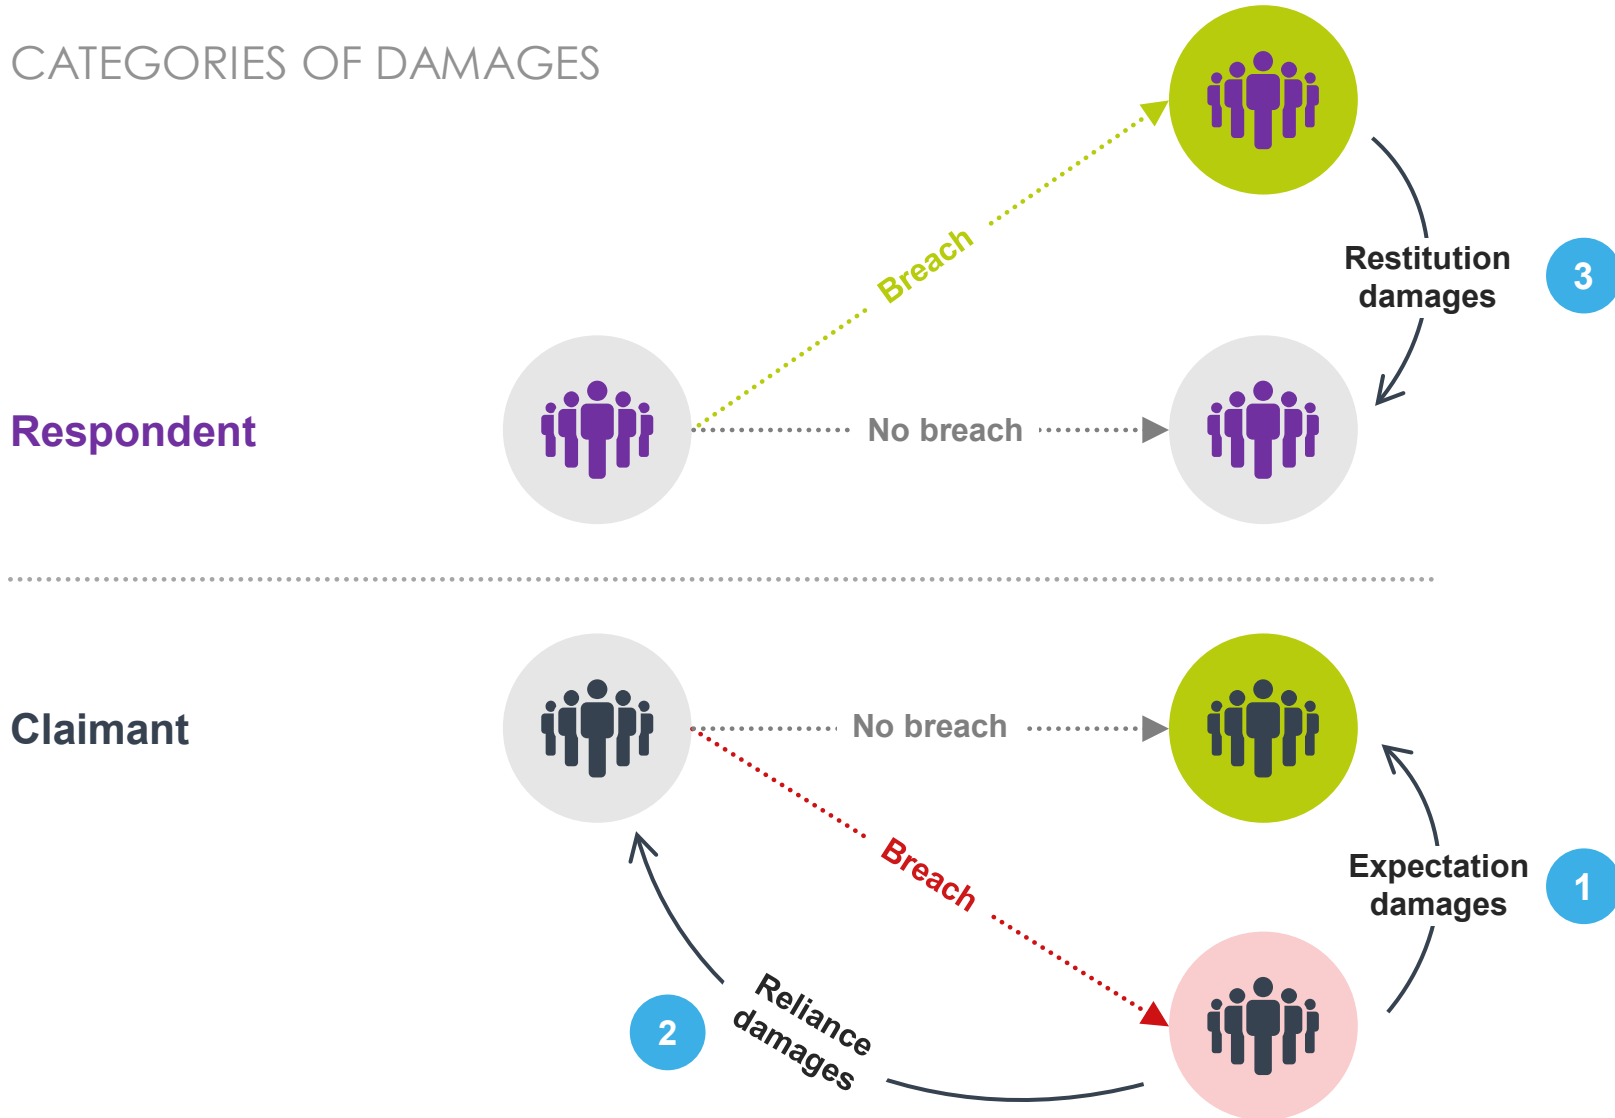 CATEGORIES OF DAMAGES
Breach
Restitution
damages
3
Respondent
No breach
Claimant
No breach
Breach
Expectation
damages
1
Reliance
damages
2